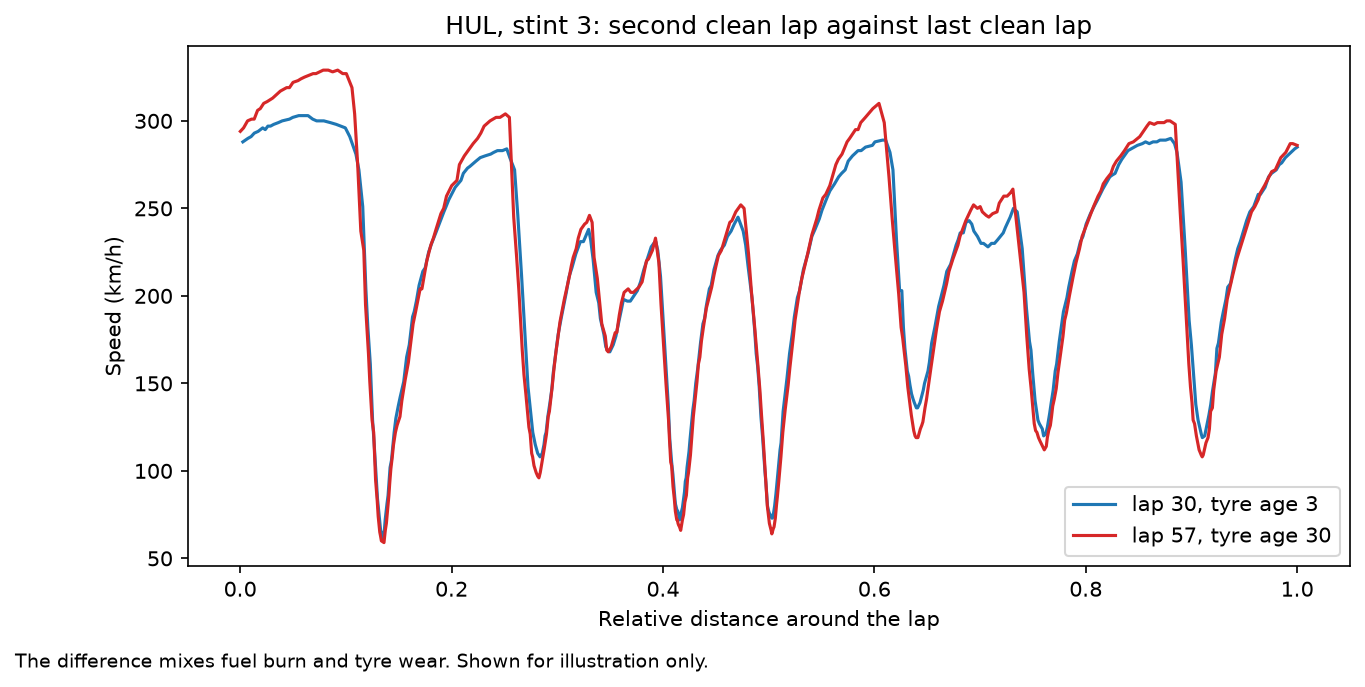 HUL, stint 3: second clean lap against last clean lap
300
250
200
150
100
50
Speed (km/h)
lap 30, tyre age 3
lap 57, tyre age 30
0.0 0.2 0.4 0.6 0.8 1.0
Relative distance around the lap
The difference mixes fuel burn and tyre wear. Shown for illustration only.